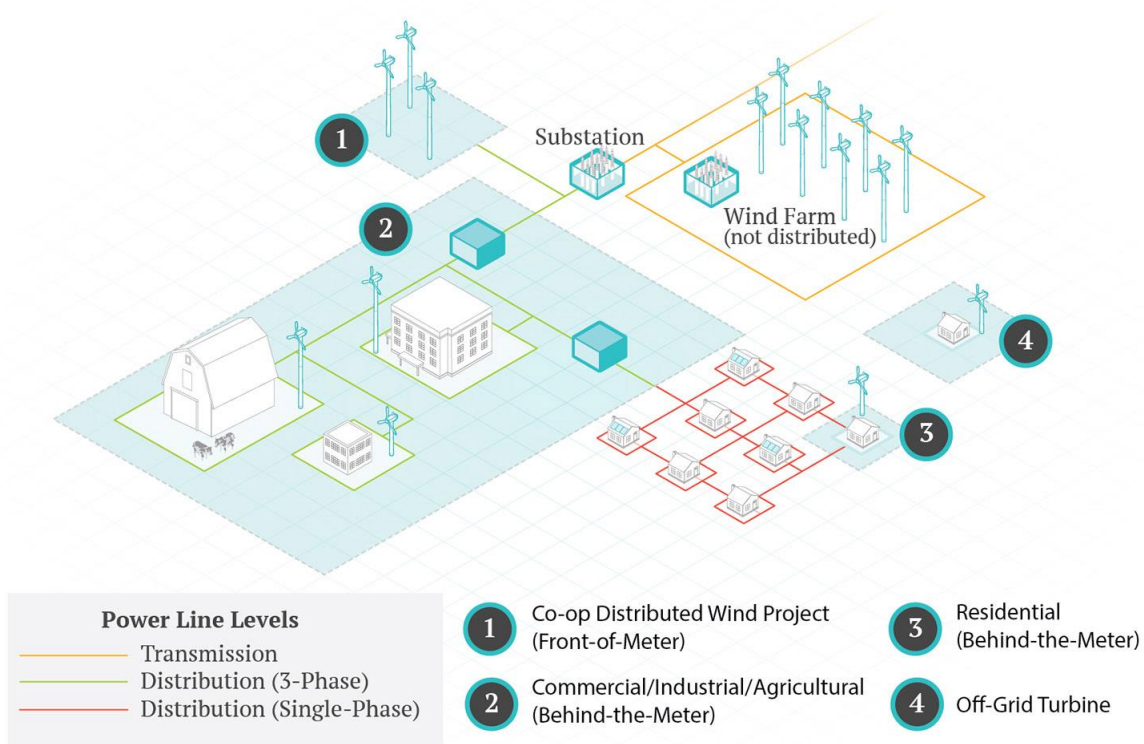 1
Substation
2
Wind Farm
(not distributed)
4
3
Power Line Levels
Transmission
Distribution (3-Phase)
Distribution (Single-Phase)
1
Co-op Distributed Wind Project
(Front-of-Meter)
2
Commercial/Industrial/Agricultural
(Behind-the-Meter)
3
Residential
(Behind-the-Meter)
4
Off-Grid Turbine